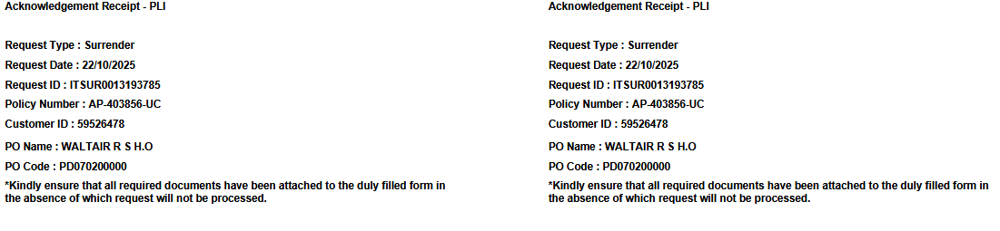 Acknowledgement Receipt - PLI
Request Type : Surrender
Request Date : 22/10/2025
Request ID : ITSUR0013193785
Policy Number : AP-403856-UC
Customer ID : 59526478
PO Name : WALTAIR R S H.O
PO Code : PD070200000
*Kindly ensure that all required documents have been attached to the duly filled form in
the absence of which request will not be processed.
Acknowledgement Receipt - PLI
Request Type : Surrender
Request Date : 22/10/2025
Request ID : ITSUR0013193785
Policy Number : AP-403856-UC
Customer ID : 59526478
PO Name : WALTAIR R S H.O
PO Code : PD070200000
*Kindly ensure that all required documents have been attached to the duly filled form in
the absence of which request will not be processed.